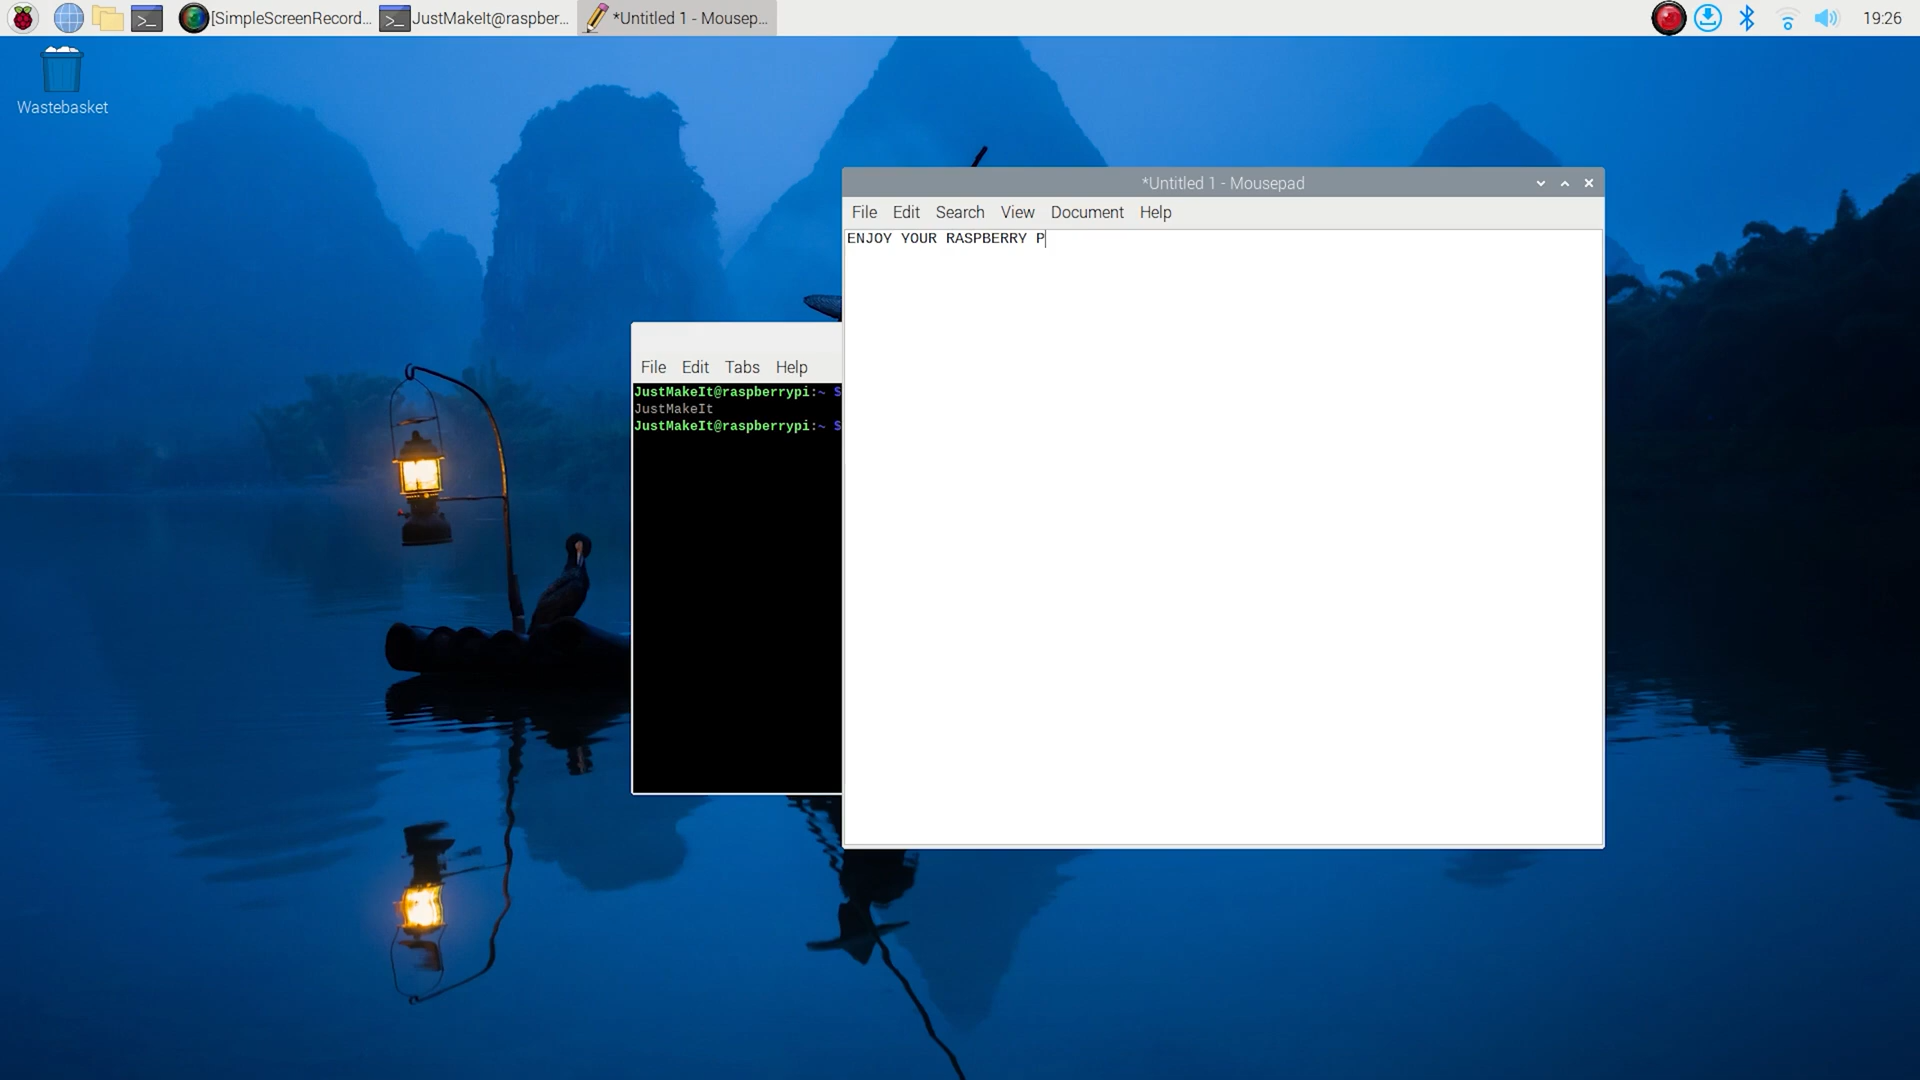 [SimpleScreenRecord...
JustMakeIt@raspber...
*Untitled 1 - Mousep...
19:26
Wastebasket
*Untitled 1 - Mousepad
File Edit Search View Document Help
ENJOY YOUR RASPBERRY P
File Edit Tabs Help
JustMakeIt@raspberrypi:~ $
JustMakeIt
JustMakeIt@raspberrypi:~ $